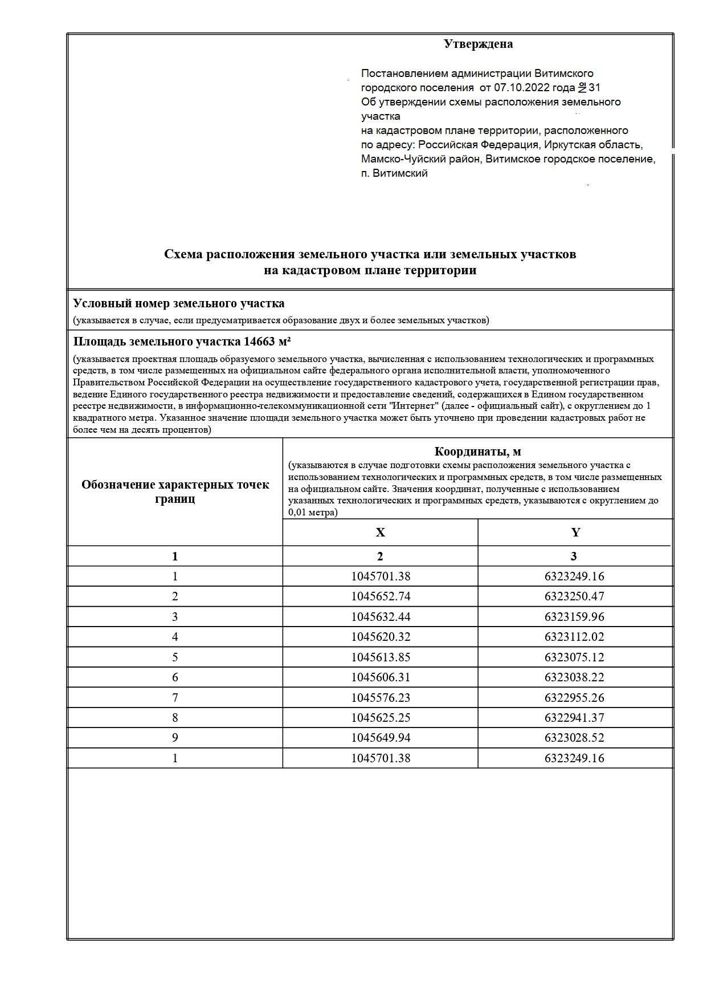 Утверждена
Постановлением администрации Витимского
городского поселения от 07.10.2022 года 31
Об утверждении схемы расположения земельного
участка
на кадастровом плане территории, расположенного
по адресу: Российская Федерация, Иркутская область,
Мамско-Чуйский район, Витимское городское поселение,
п. Витимский
Схема расположения земельного участка или земельных участков
на кадастровом плане территории
Условный номер земельного участка
(указывается в случае, если предусматривается образование двух и более земельных участков)
Площадь земельного участка 14663 м²
(указывается проектная площадь образуемого земельного участка, вычисленная с использованием технологических и программных
средств, в том числе размещенных на официальном сайте федерального органа исполнительной власти, уполномоченного
Правительством Российской Федерации на осуществление государственного кадастрового учета, государственной регистрации прав,
ведение Единого государственного реестра недвижимости и предоставление сведений, содержащихся в Едином государственном
реестре недвижимости, в информационно-телекоммуникационной сети "Интернет" (далее - официальный сайт), с округлением до 1
квадратного метра. Указанное значение площади земельного участка может быть уточнено при проведении кадастровых работ не
более чем на десять процентов)
Обозначение характерных точек
границ
Координаты, м
(указываются в случае подготовки схемы расположения земельного участка с
использованием технологических и программных средств, в том числе размещенных
на официальном сайте. Значения координат, полученные с использованием
указанных технологических и программных средств, указываются с округлением до
0,01 метра)
X Y
1 2 3
1 1045701.38 6323249.16
2 1045652.74 6323250.47
3 1045632.44 6323159.96
4 1045620.32 6323112.02
5 1045613.85 6323075.12
6 1045606.31 6323038.22
7 1045576.23 6322955.26
8 1045625.25 6322941.37
9 1045649.94 6323028.52
1 1045701.38 6323249.16